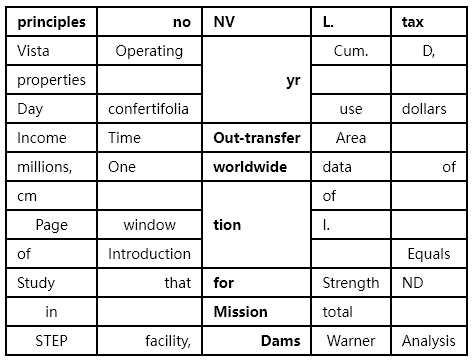 principles no NV L. tax
Vista Operating yr Cum. D,
properties
Day confertifolia use dollars
Income Time Out-transfer Area
millions, One worldwide data of
cm tion of
Page window I.
of Introduction Equals
Study that for Strength ND
in Mission total
STEP facility, Dams Warner Analysis